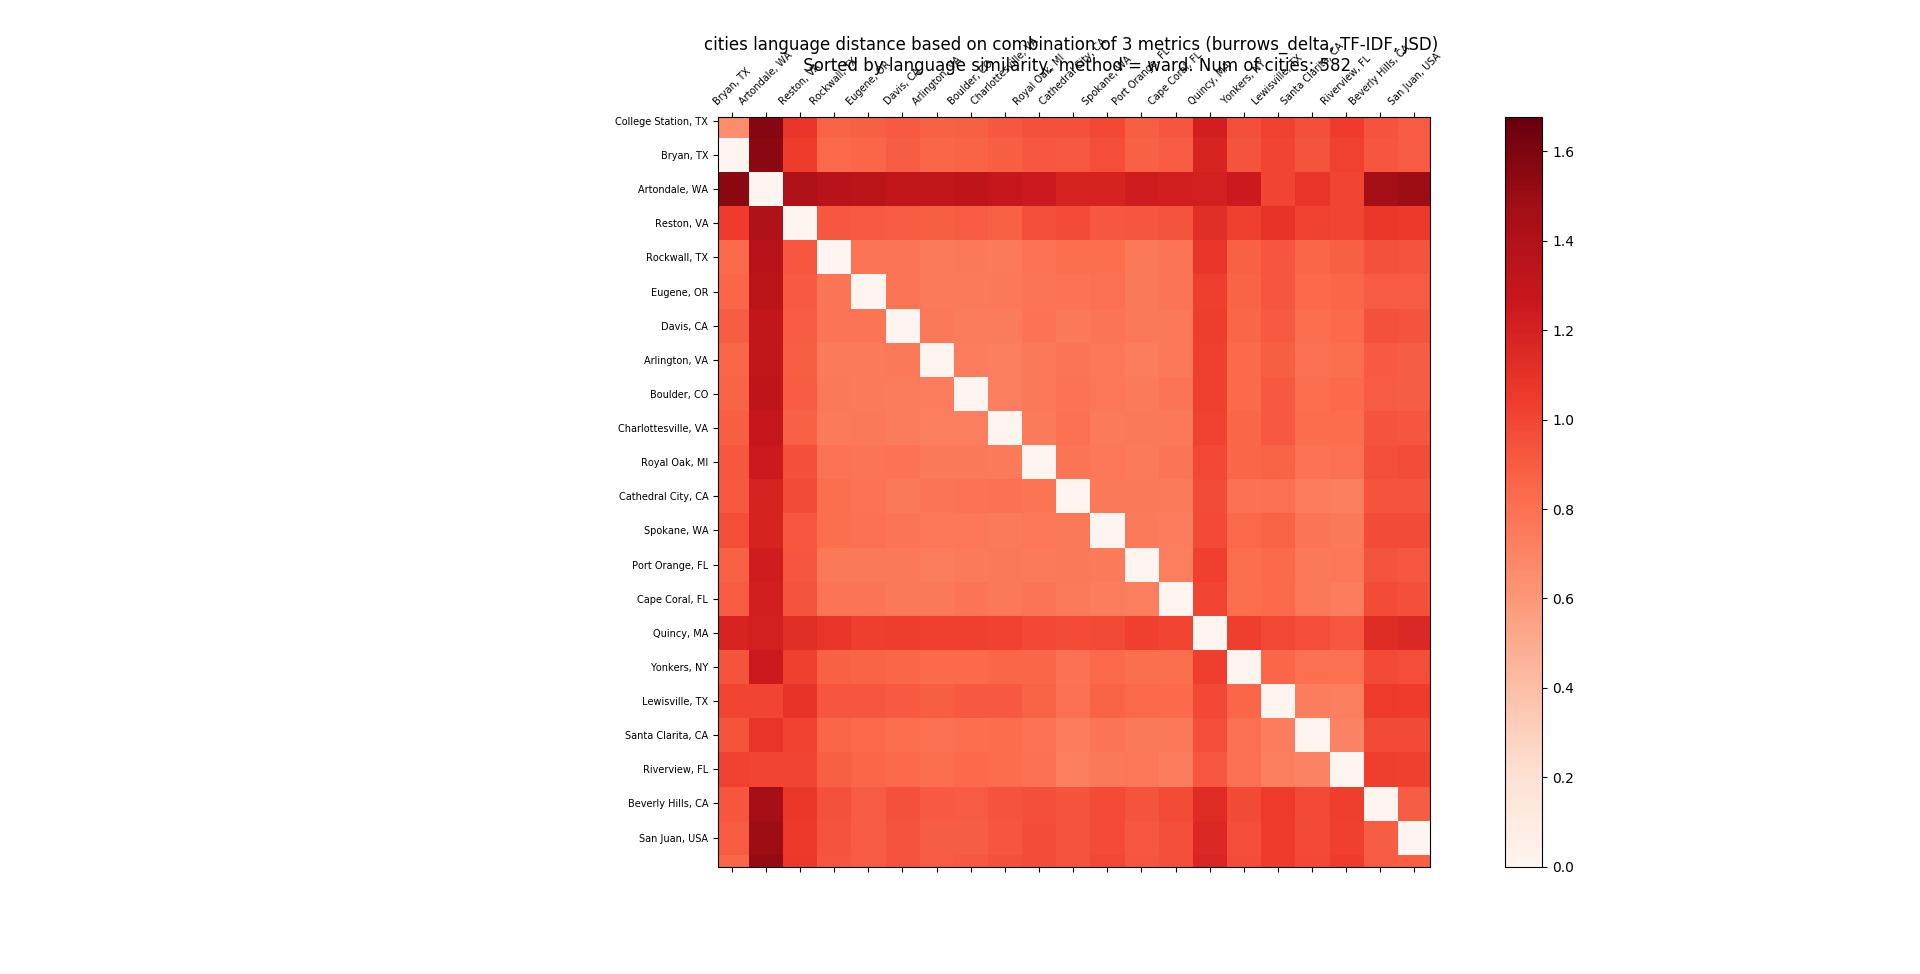 cities language distance based on combination of 3 metrics (burrows_delta, TF-IDF, JSD)
Sorted by language similarity, method = ward. Num of cities: 582
Bryan, TX
Artondale, WA
Reston, VA
Rockwall, TX
Eugene, OR
Davis, CA
Arlington, VA
Boulder, CO
Charlottesville, VA
Royal Oak, MI
Cathedral City, CA
Spokane, WA
Port Orange, FL
Cape Coral, FL
Quincy, MA
Yonkers, NY
Lewisville, TX
Santa Clarita, CA
Riverview, FL
Beverly Hills, CA
San Juan, USA
College Station, TX
Bryan, TX
Artondale, WA
Reston, VA
Rockwall, TX
Eugene, OR
Davis, CA
Arlington, VA
Boulder, CO
Charlottesville, VA
Royal Oak, MI
Cathedral City, CA
Spokane, WA
Port Orange, FL
Cape Coral, FL
Quincy, MA
Yonkers, NY
Lewisville, TX
Santa Clarita, CA
Riverview, FL
Beverly Hills, CA
San Juan, USA
1.6
1.4
1.2
1.0
0.8
0.6
0.4
0.2
0.0